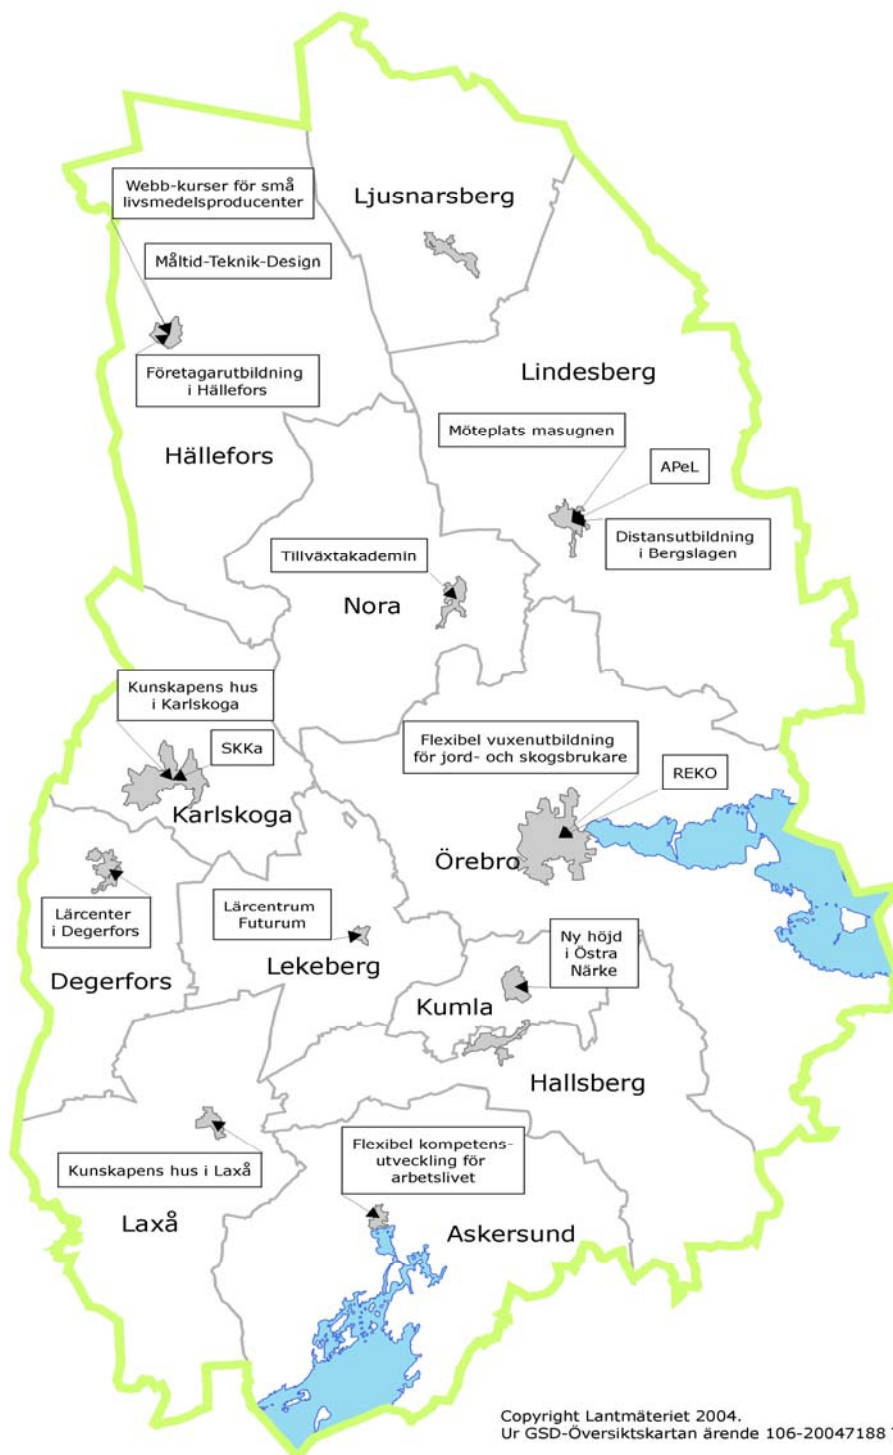 Webb-kurser för små
livsmedelsproducenter
Ljusnarsberg
Måltid-Teknik-Design
Företagarutbildning
i Hällefors
Lindesberg
Möteplats masugnen
Hällefors
APeL
Distansutbildning
i Bergslagen
Tillväxtakademin
Nora
Kunskapens hus
i Karlskoga
SKKa
Flexibel vuxenutbildning
för jord- och skogsbrukare
REKO
Karlskoga
Örebro
Lärcenter
i Degerfors
Lärcentrum
Futurum
Ny höjd
i Östra
Närke
Degerfors
Lekeberg
Kumla
Hallsberg
Kunskapens hus i Laxå
Flexibel kompetens-
utveckling för
arbetslivet
Laxå
Askersund
Copyright Lantmäteriet 2004.
Ur GSD-Översiktskartan ärende 106-20047188